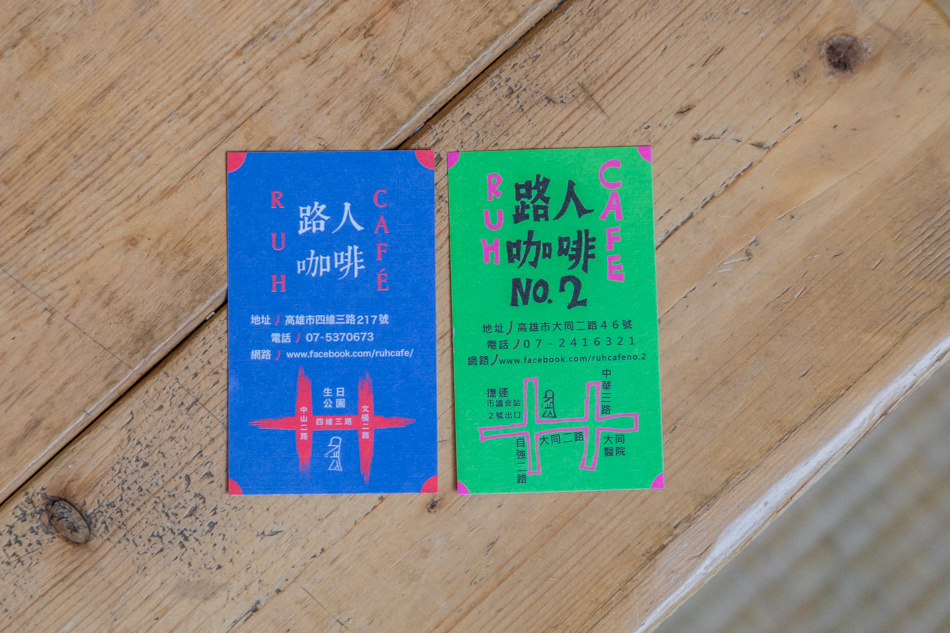 RUH
CAFÉ
路人
咖啡
地址 / 高雄市四維三路217號
電話 / 07-5370673
網路 / www.facebook.com/ruhcafe/
生日
公園
中山二路
四維三路
文橫二路
RUH
CAFE
路人
咖啡
NO.2
地址 / 高雄市大同二路46號
電話 / 07-2416321
網路 / www.facebook.com/ruhcafeno.2
中華三路
捷運
市議會站
2號出口
大同二路
自強二路
大同
醫院